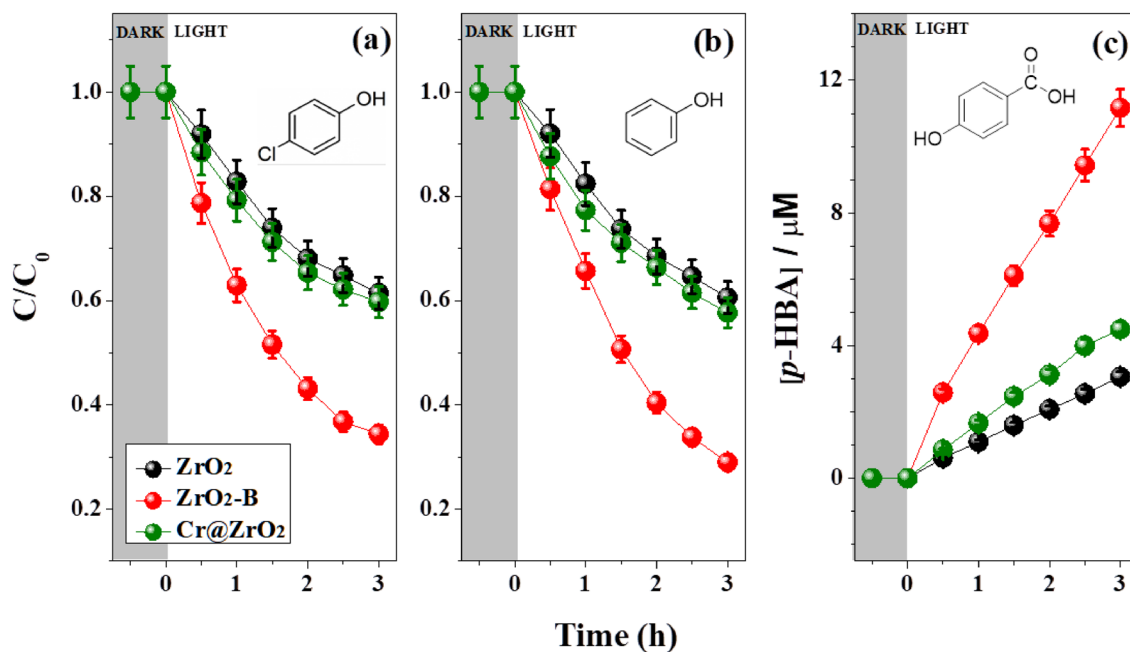 DARK LIGHT
(a)
OH
Cl
C/C0
1.0
0.8
0.6
0.4
0.2
ZrO2
ZrO2-B
Cr@ZrO2
0 1 2 3
DARK LIGHT
(b)
OH
1.0
0.8
0.6
0.4
0.2
0 1 2 3
Time (h)
DARK LIGHT
(c)
O
OH
HO
[p-HBA] / μM
12
8
4
0
0 1 2 3